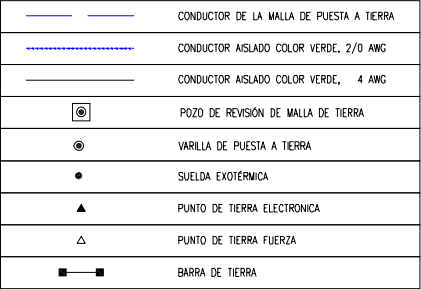 CONDUCTOR DE LA MALLA DE PUESTA A TIERRA
CONDUCTOR AISLADO COLOR VERDE, 2/0 AWG
CONDUCTOR AISLADO COLOR VERDE, 4 AWG
POZO DE REVISIÓN DE MALLA DE TIERRA
VARILLA DE PUESTA A TIERRA
SUELDA EXOTÉRMICA
PUNTO DE TIERRA ELECTRONICA
PUNTO DE TIERRA FUERZA
BARRA DE TIERRA